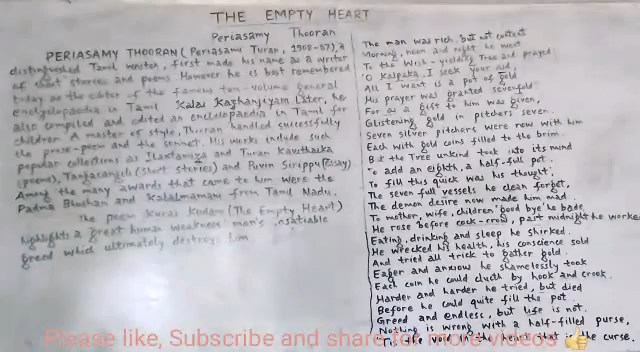 THE EMPTY HEART
Periasamy Thooran
PERIASAMY THOORAN (Periasamy Turan, 1908-87), a
distinguished Tamil writer, first made his name as a writer
of short stories and poems. However he is best remembered
today as the editor of the famous ten-volume general
encyclopaedia in Tamil Kalai Kazhanjiyam Later, he
also compiled and edited an encyclopaedia in Tamil for
children. A master of style, Thooran handled successfully
the prose-poem and the sonnet. His works include such
popular collections as Ilantamiza and Turan Kavithaika
(poems), Tangacangili (short stories) and Puvin Sirippu (Essay)
Among the many awards that came to him were the
Padma Bhushan and Kalaimamani from Tamil Nadu.
The poem Kurai Kudam (The Empty Heart)
highlights a great human weakness man's insatiable
greed which ultimately destroys him
The man was rich, but not content
Morning, noon and night he went
To the Wish-yielding Tree and prayed
'O Kalpaka, I seek your aid,
All I want is a pot of gold
His prayer was granted sevenfold
For as a gift to him was given,
Glistening gold in pitchers seven.
Seven silver pitchers were now with him
Each with gold coins filled to the brim.
But the Tree unkind took into its mind
To add an eighth, a half-full pot.
To fill this quick was his thought,
The seven full vessels he clean forgot,
The demon desire now made him mad.
To mother, wife, children 'good bye' he bade,
He rose before cock-crow, past midnight he worked
Eating, drinking and sleep he shirked.
He wrecked his health, his conscience sold
And tried all trick to gather gold.
Eager and anxiow he shamelessly took
Each coin he could cluth by hook and crook.
Harder and harder he tried, but died
Before he could quite fill the pot.
Greed and endless, but life is not.
Nothing is wrong with a half-filled purse,
in the heart that is the curse.
Please like, Subscribe and share for more videos 👍